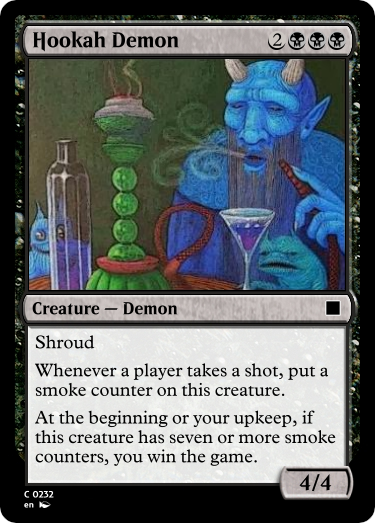 Hookah Demon 2
Creature — Demon
Shroud
Whenever a player takes a shot, put a
smoke counter on this creature.
At the beginning or your upkeep, if
this creature has seven or more smoke
counters, you win the game.
4/4
C 0232
en